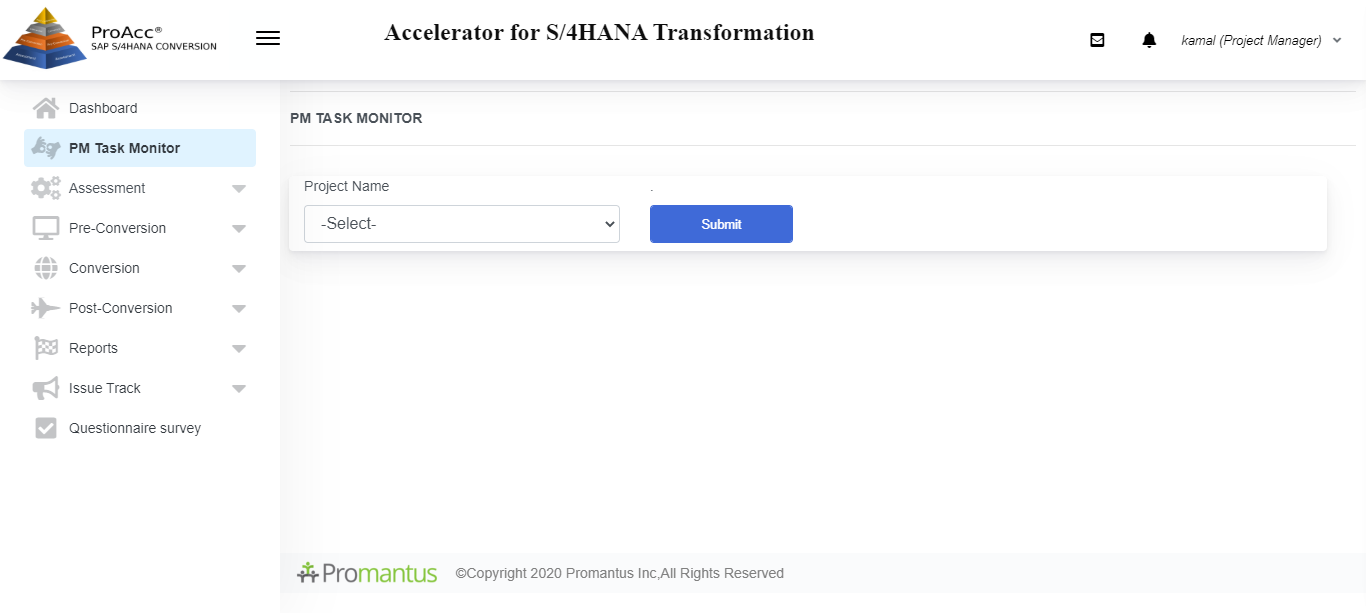 ProAcc®
SAP S/4HANA CONVERSION
Accelerator for S/4HANA Transformation
kamal (Project Manager)
Dashboard
PM Task Monitor
Assessment
Pre-Conversion
Conversion
Post-Conversion
Reports
Issue Track
Questionnaire survey
PM TASK MONITOR
Project Name
.
-Select-
Submit
Promantus
©Copyright 2020 Promantus Inc,All Rights Reserved